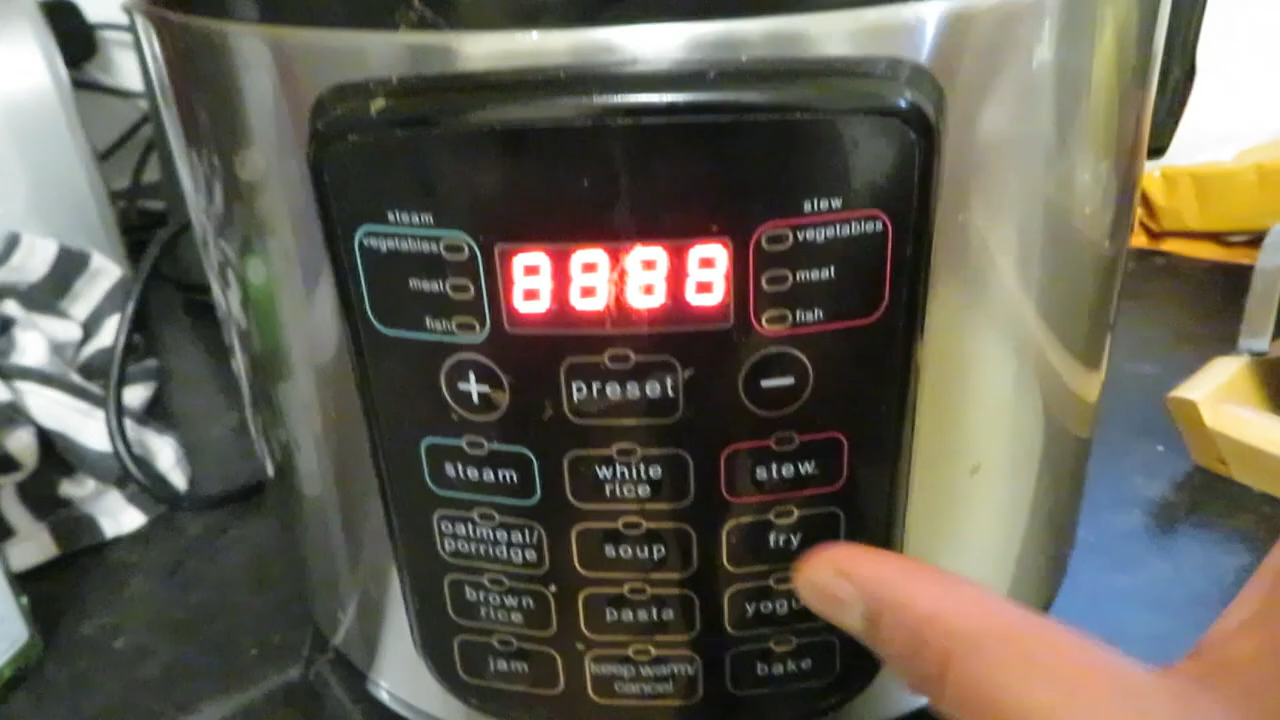 steam
stew
vegetables
8888
vegetables
meat
meat
fish
fish
+
preset
−
steam
white
rice
stew
oatmeal/
porridge
soup
fry
brown
rice
pasta
yogu
jam
keep warm/
cancel
bake